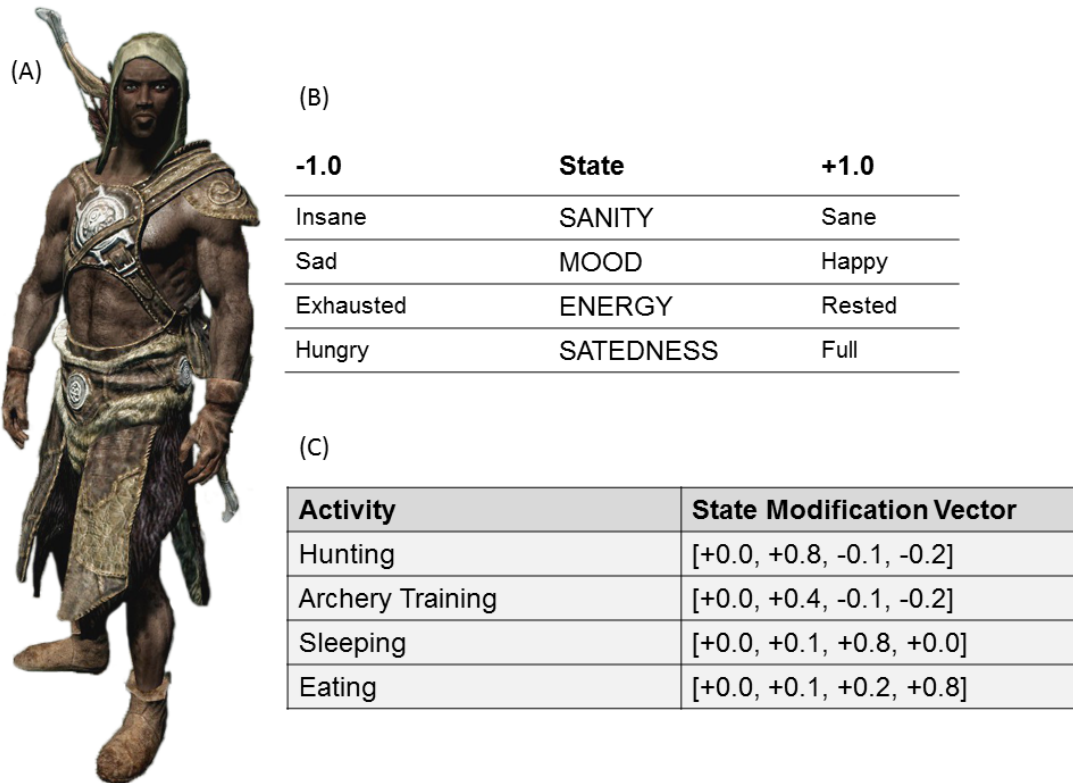 (A)
(B)
-1.0 State +1.0
Insane SANITY Sane
Sad MOOD Happy
Exhausted ENERGY Rested
Hungry SATEDNESS Full
(C)
Activity State Modification Vector
Hunting [+0.0, +0.8, -0.1, -0.2]
Archery Training [+0.0, +0.4, -0.1, -0.2]
Sleeping [+0.0, +0.1, +0.8, +0.0]
Eating [+0.0, +0.1, +0.2, +0.8]